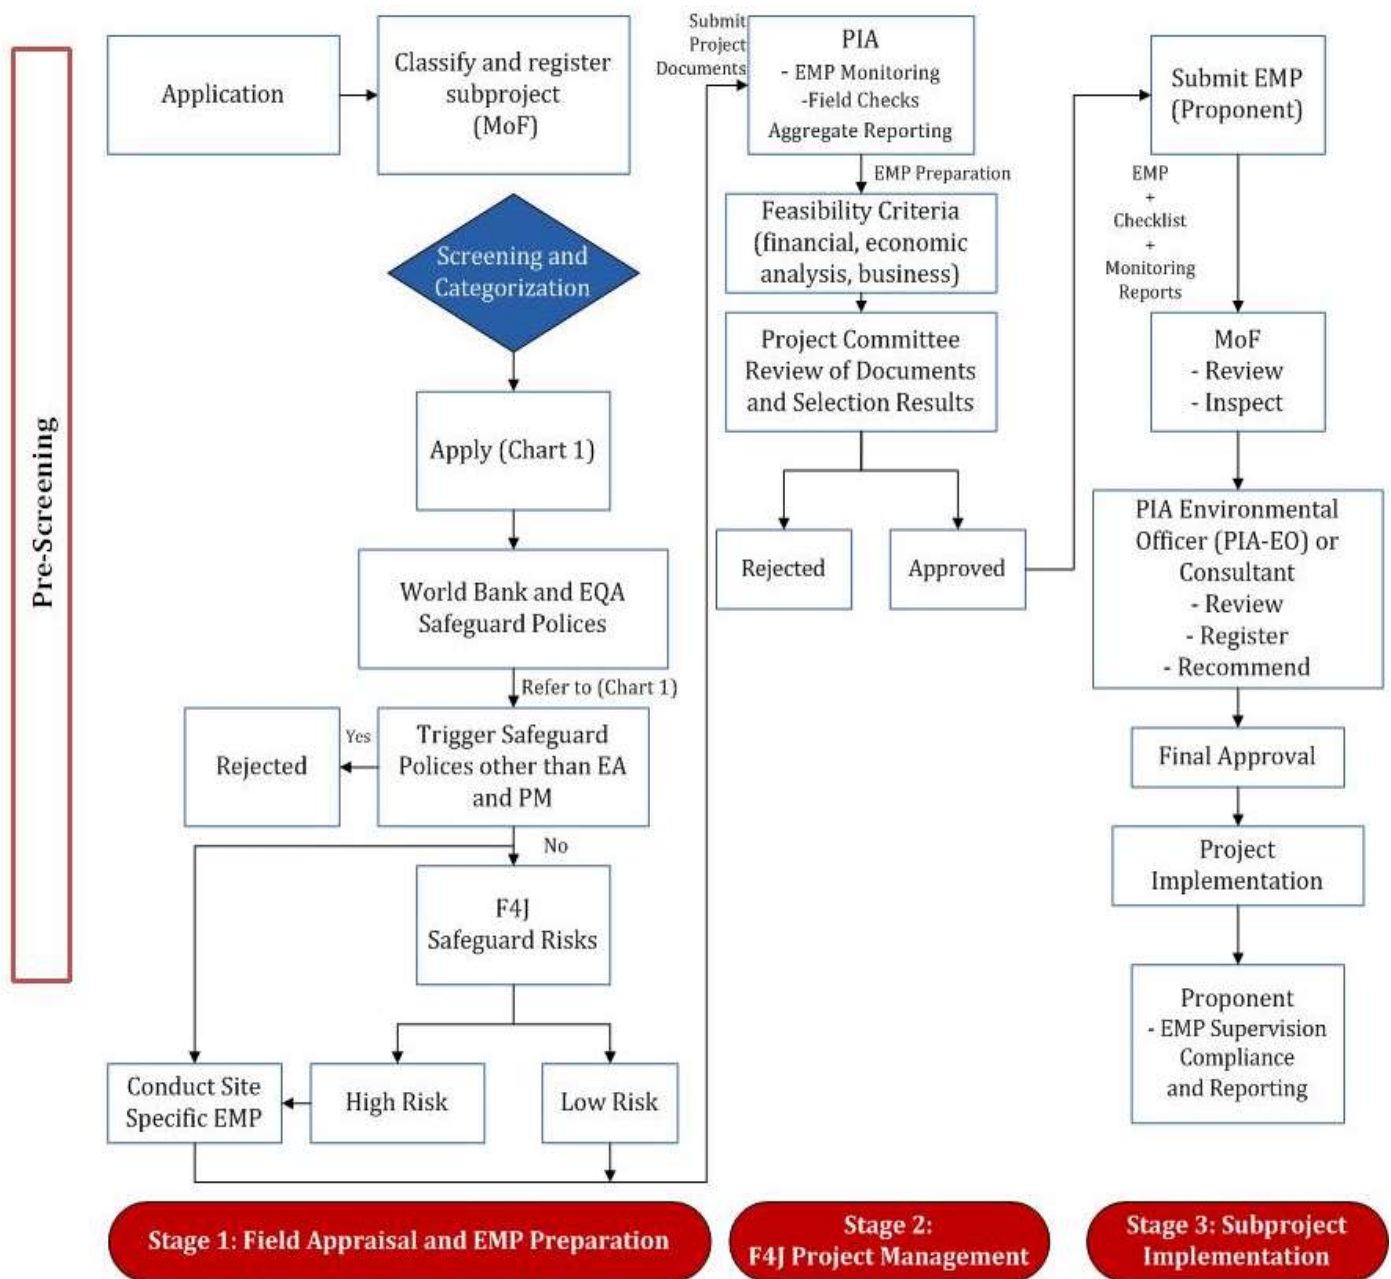 Pre-Screening
Application
Classify and register
subproject
(MoF)
Screening and
Categorization
Apply (Chart 1)
World Bank and EQA
Safeguard Polices
Refer to (Chart 1)
Trigger Safeguard
Polices other than EA
and PM
Yes
Rejected
No
F4J
Safeguard Risks
Conduct Site
Specific EMP
High Risk
Low Risk
Stage 1: Field Appraisal and EMP Preparation
Submit
Project
Documents
PIA
- EMP Monitoring
-Field Checks
Aggregate Reporting
EMP Preparation
Feasibility Criteria
(financial, economic
analysis, business)
Project Committee
Review of Documents
and Selection Results
Rejected
Approved
Stage 2:
F4J Project Management
Submit EMP
(Proponent)
EMP
+
Checklist
+
Monitoring
Reports
MoF
- Review
- Inspect
PIA Environmental
Officer (PIA-EO) or
Consultant
- Review
- Register
- Recommend
Final Approval
Project
Implementation
Proponent
- EMP Supervision
Compliance
and Reporting
Stage 3: Subproject
Implementation